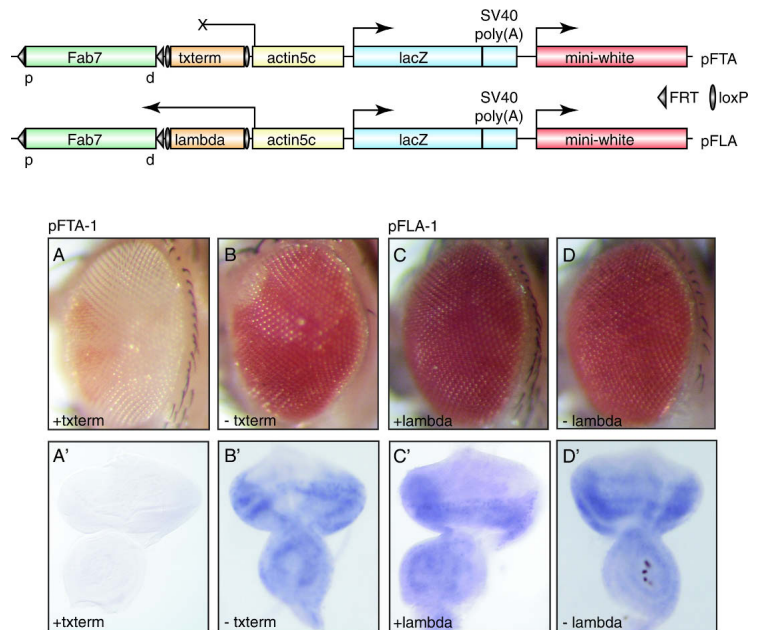 SV40
poly(A)
X
Fab7 txterm actin5c lacZ mini-white pFTA
p d
FRT loxP
SV40
poly(A)
Fab7 lambda actin5c lacZ mini-white pFLA
p d
pFTA-1 pFLA-1
A B C D
+txterm - txterm +lambda - lambda
A' B' C' D'
+txterm - txterm +lambda - lambda